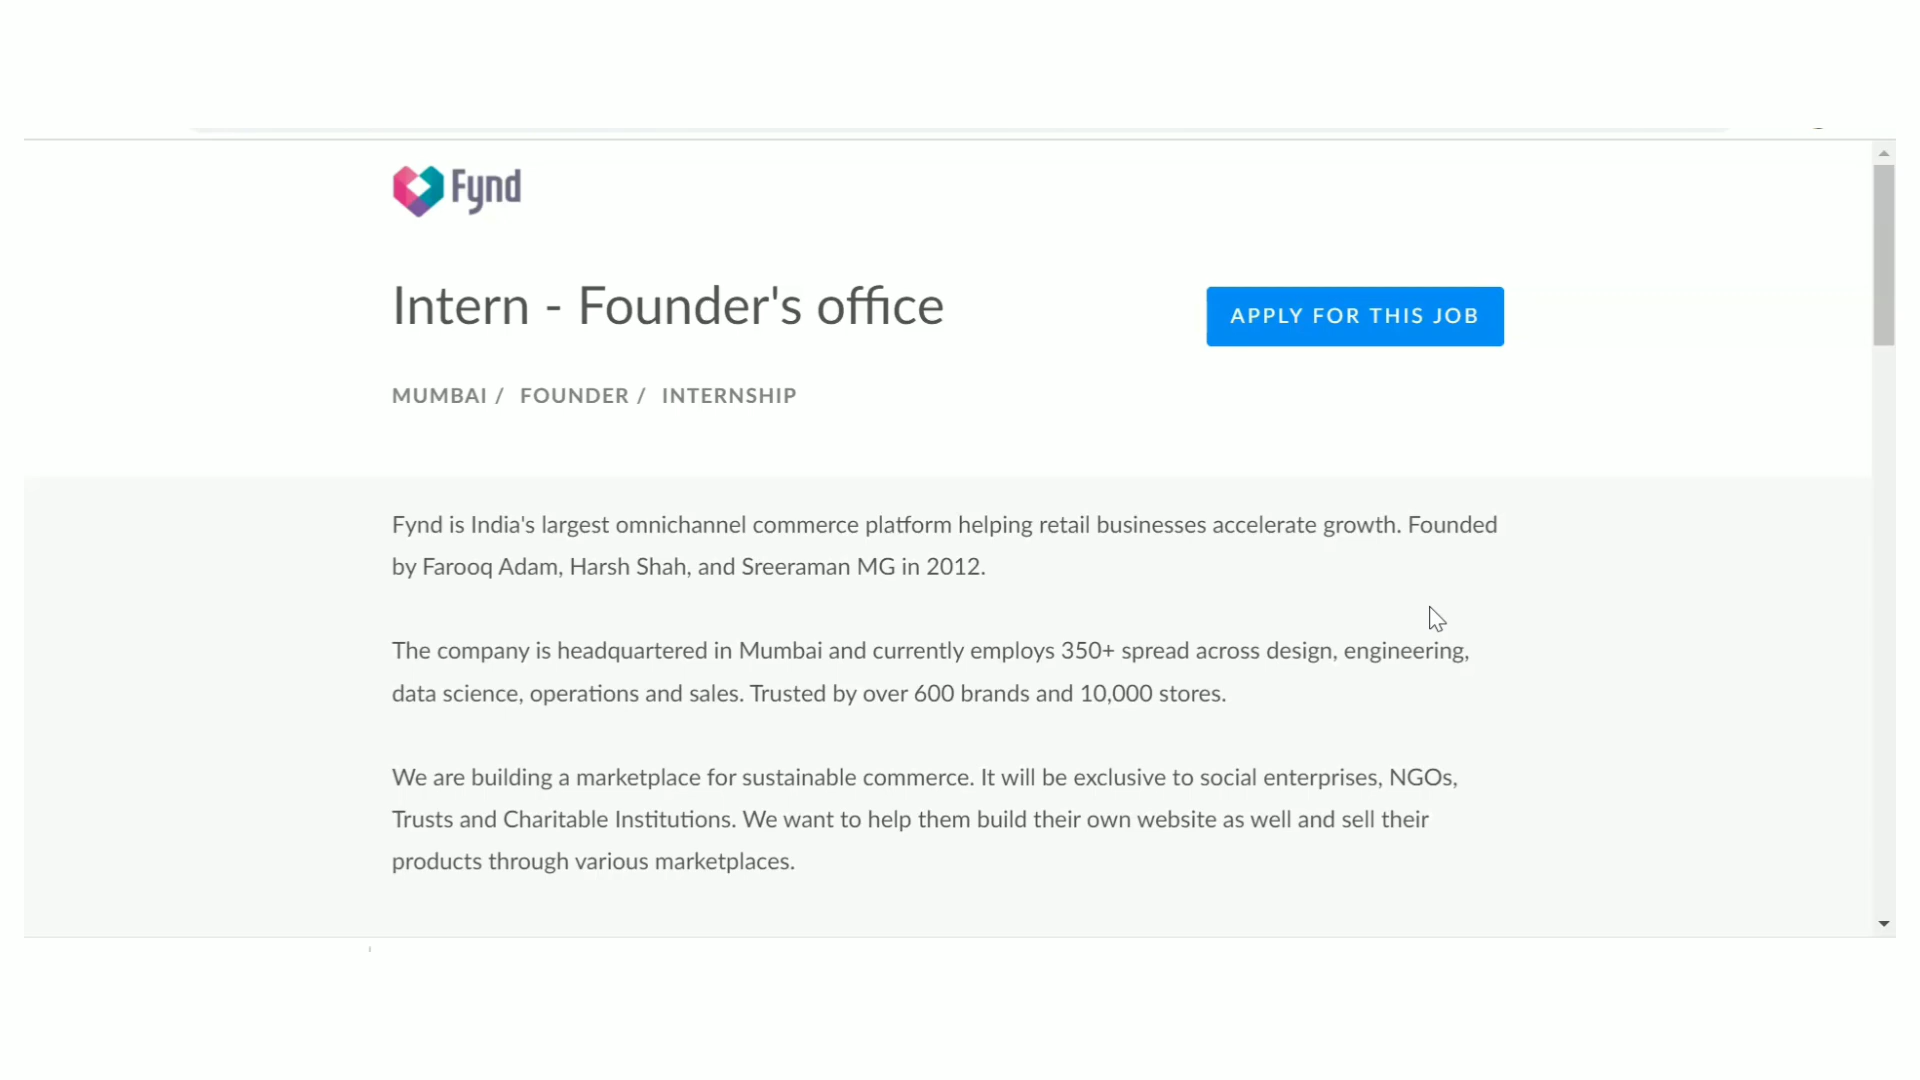 Fynd
Intern - Founder's office
APPLY FOR THIS JOB
MUMBAI / FOUNDER / INTERNSHIP
Fynd is India's largest omnichannel commerce platform helping retail businesses accelerate growth. Founded
by Farooq Adam, Harsh Shah, and Sreeraman MG in 2012.
The company is headquartered in Mumbai and currently employs 350+ spread across design, engineering,
data science, operations and sales. Trusted by over 600 brands and 10,000 stores.
We are building a marketplace for sustainable commerce. It will be exclusive to social enterprises, NGOs,
Trusts and Charitable Institutions. We want to help them build their own website as well and sell their
products through various marketplaces.